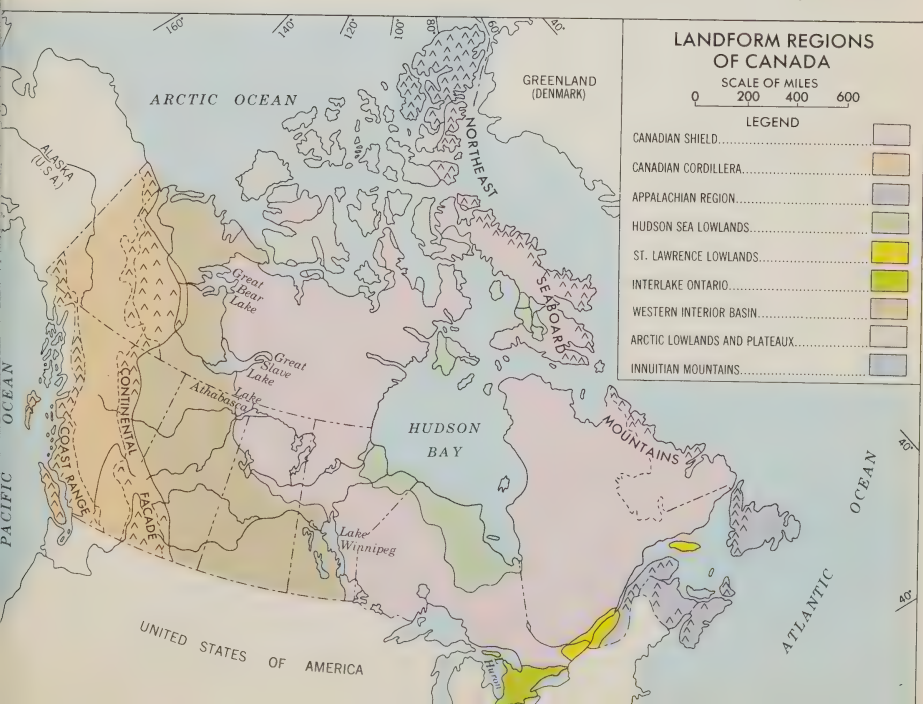 160°
140°
120°
100°
80°
60°
40°
LANDFORM REGIONS
OF CANADA
SCALE OF MILES
0 200 400 600
LEGEND
CANADIAN SHIELD
CANADIAN CORDILLERA
APPALACHIAN REGION
HUDSON SEA LOWLANDS
ST. LAWRENCE LOWLANDS
INTERLAKE ONTARIO
WESTERN INTERIOR BASIN
ARCTIC LOWLANDS AND PLATEAUX
INNUITIAN MOUNTAINS
GREENLAND
(DENMARK)
ARCTIC OCEAN
ALASKA
(U.S.A.)
NORTHEAST
SEABOARD
MOUNTAINS
Great
Bear
Lake
Great
Slave
Lake
Lake
Athabasca
HUDSON
BAY
CONTINENTAL
FACADE
COAST RANGE
PACIFIC OCEAN
Lake
Winnipeg
40°
ATLANTIC OCEAN
40°
UNITED STATES OF AMERICA
Huron